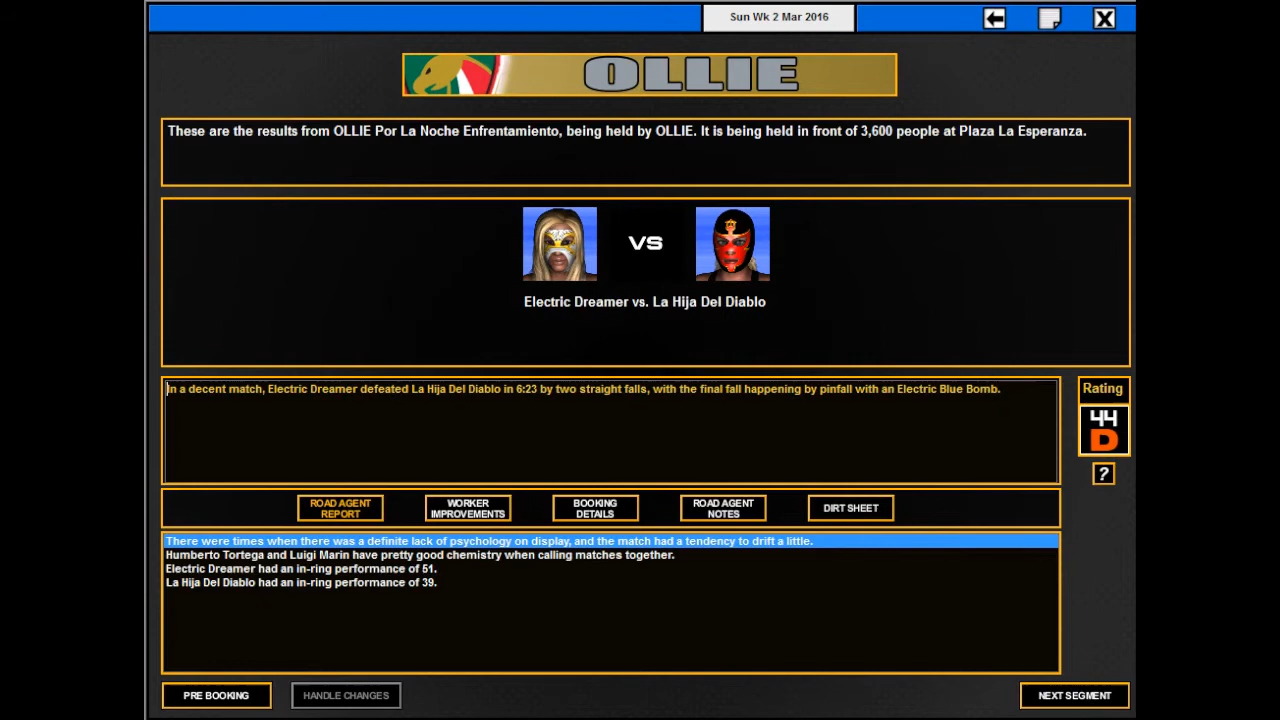 Sun Wk 2 Mar 2016
OLLIE
These are the results from OLLIE Por La Noche Enfrentamiento, being held by OLLIE. It is being held in front of 3,600 people at Plaza La Esperanza.
VS
Electric Dreamer vs. La Hija Del Diablo
In a decent match, Electric Dreamer defeated La Hija Del Diablo in 6:23 by two straight falls, with the final fall happening by pinfall with an Electric Blue Bomb.
Rating
44
D
?
ROAD AGENT
REPORT
WORKER
IMPROVEMENTS
BOOKING
DETAILS
ROAD AGENT
NOTES
DIRT SHEET
There were times when there was a definite lack of psychology on display, and the match had a tendency to drift a little.
Humberto Tortega and Luigi Marin have pretty good chemistry when calling matches together.
Electric Dreamer had an in-ring performance of 51.
La Hija Del Diablo had an in-ring performance of 39.
PRE BOOKING
HANDLE CHANGES
NEXT SEGMENT